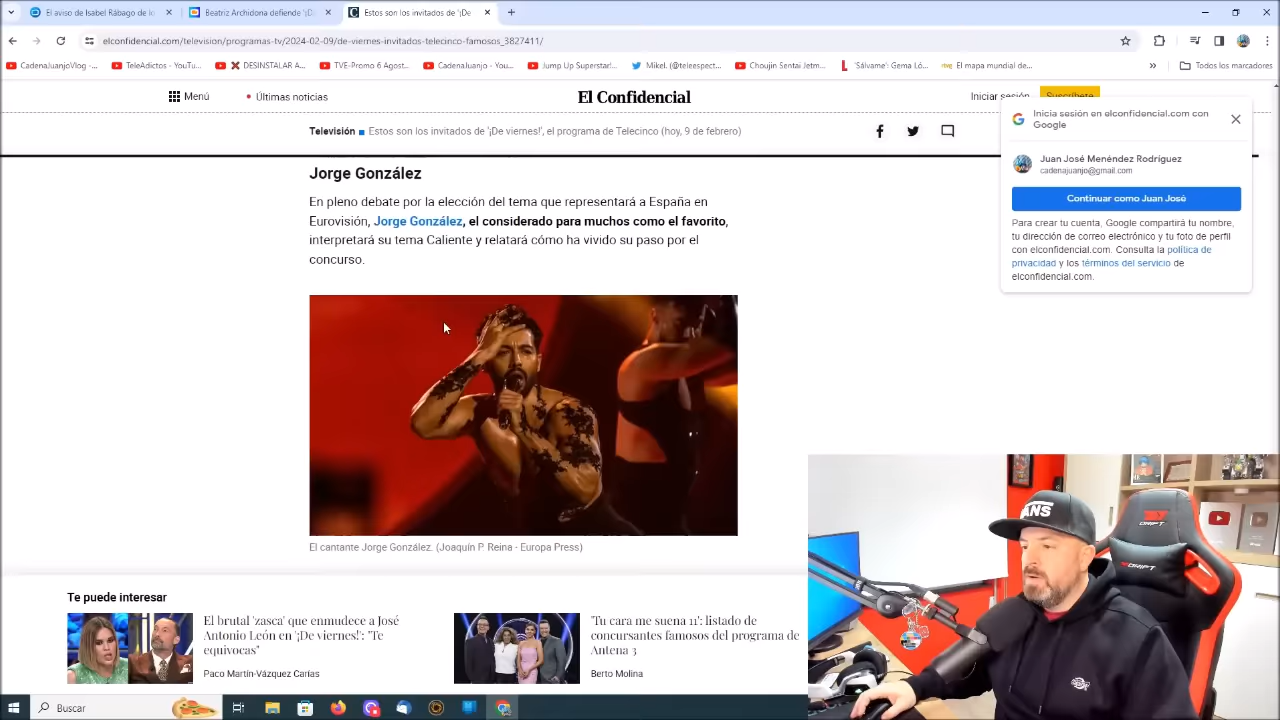 El aviso de Isabel Rábago de lo
Beatriz Archidona defiende '¡D
Estos son los invitados de '¡De
elconfidencial.com/television/programas-tv/2024-02-09/de-viernes-invitados-telecinco-famosos_3827411/
CadenaJuanjoVlog -...
TeleAdictos - YouTu...
DESINSTALAR A...
TVE-Promo 6 Agost...
CadenaJuanjo - You...
Jump Up Superstar!...
Mikel. (@teleespect...
Choujin Sentai Jetma...
'Sálvame': Gema Ló...
rtve El mapa mundial de...
Todos los marcadores
Menú
Últimas noticias
El Confidencial
Iniciar sesión
Suscríbete
Televisión
Estos son los invitados de '¡De viernes!', el programa de Telecinco (hoy, 9 de febrero)
Inicia sesión en elconfidencial.com con
Google
Juan José Menéndez Rodríguez
cadenajuanjo@gmail.com
Continuar como Juan José
Para crear tu cuenta, Google compartirá tu nombre,
tu dirección de correo electrónico y tu foto de perfil
con elconfidencial.com. Consulta la política de
privacidad y los términos del servicio de
elconfidencial.com.
Jorge González
En pleno debate por la elección del tema que representará a España en
Eurovisión, Jorge González, el considerado para muchos como el favorito,
interpretará su tema Caliente y relatará cómo ha vivido su paso por el
concurso.
El cantante Jorge González. (Joaquín P. Reina - Europa Press)
Te puede interesar
El brutal 'zasca' que enmudece a José
Antonio León en '¡De viernes!': "Te
equivocas"
Paco Martín-Vázquez Carías
'Tu cara me suena 11': listado de
concursantes famosos del programa de
Antena 3
Berto Molina
VANS
DRIFT
DRIFT
Buscar